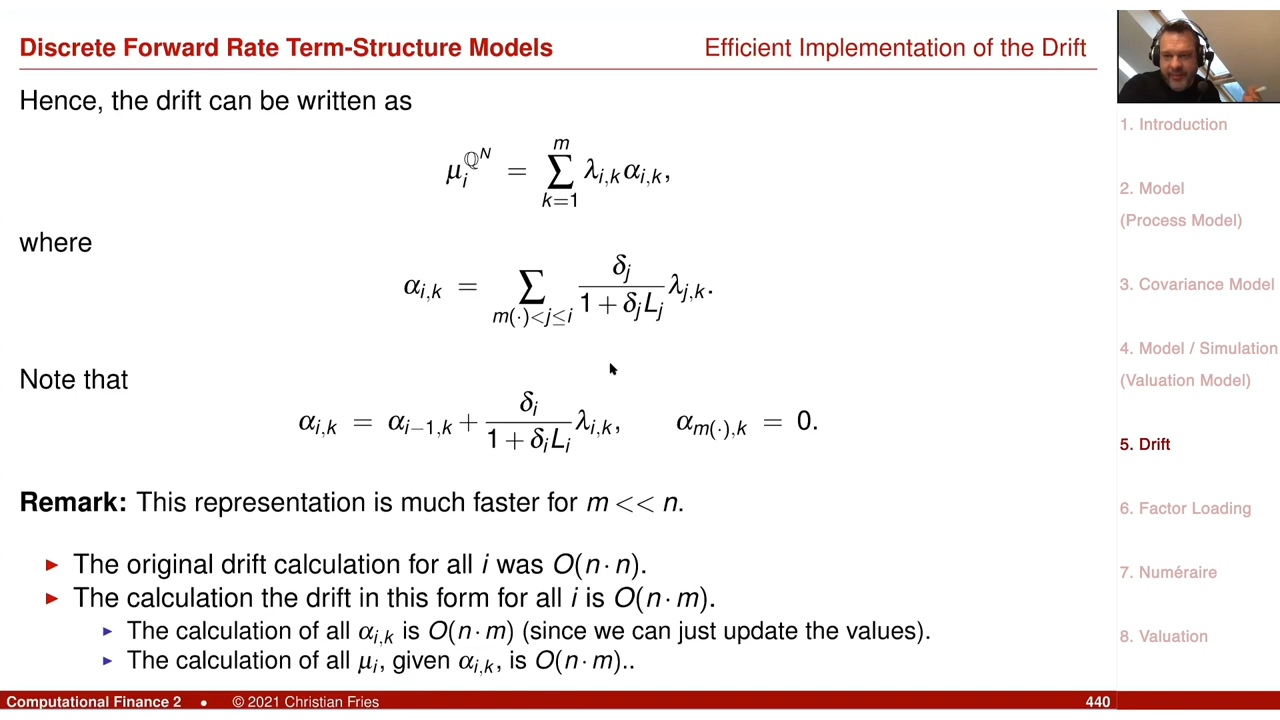 Discrete Forward Rate Term-Structure Models
Efficient Implementation of the Drift
Hence, the drift can be written as
μ_i^{ℚ^N} = ∑_{k=1}^{m} λ_{i,k} α_{i,k},
where
α_{i,k} = ∑_{m(·)<j≤i} \frac{δ_j}{1 + δ_j L_j} λ_{j,k}.
Note that
α_{i,k} = α_{i−1,k} + \frac{δ_i}{1 + δ_i L_i} λ_{i,k}, α_{m(·),k} = 0.
Remark: This representation is much faster for m << n.
► The original drift calculation for all i was O(n · n).
► The calculation the drift in this form for all i is O(n · m).
► The calculation of all α_{i,k} is O(n · m) (since we can just update the values).
► The calculation of all μ_i, given α_{i,k}, is O(n · m)..
1. Introduction
2. Model
(Process Model)
3. Covariance Model
4. Model / Simulation
(Valuation Model)
5. Drift
6. Factor Loading
7. Numéraire
8. Valuation
Computational Finance 2 • © 2021 Christian Fries
440